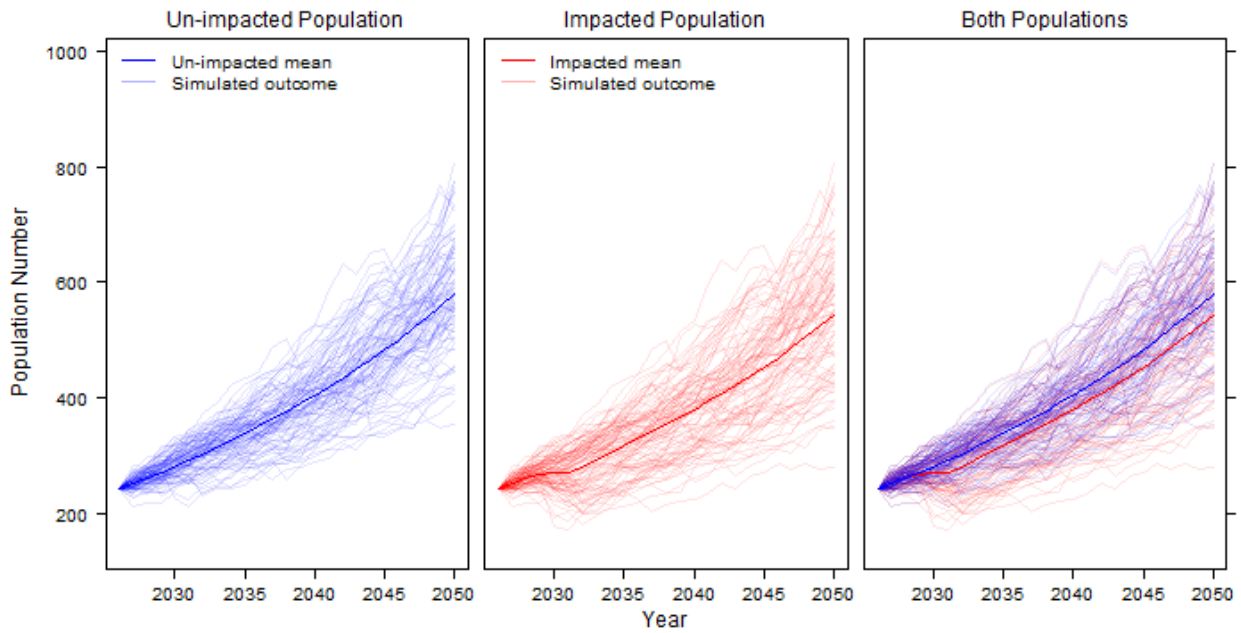 Un-impacted Population
Impacted Population
Both Populations
Un-impacted mean
Simulated outcome
Impacted mean
Simulated outcome
Population Number
1000
800
600
400
200
2030 2035 2040 2045 2050
2030 2035 2040 2045 2050
2030 2035 2040 2045 2050
Year